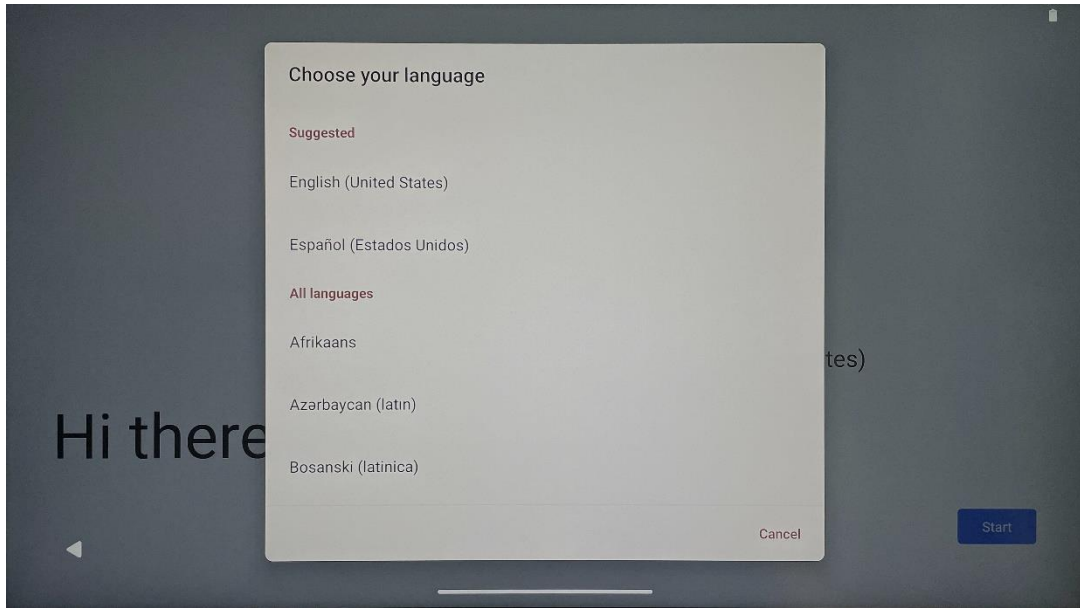 Choose your language
Suggested
English (United States)
Español (Estados Unidos)
All languages
Afrikaans
tes)
Azərbaycan (latın)
Hi there
Bosanski (latinica)
Cancel
Start